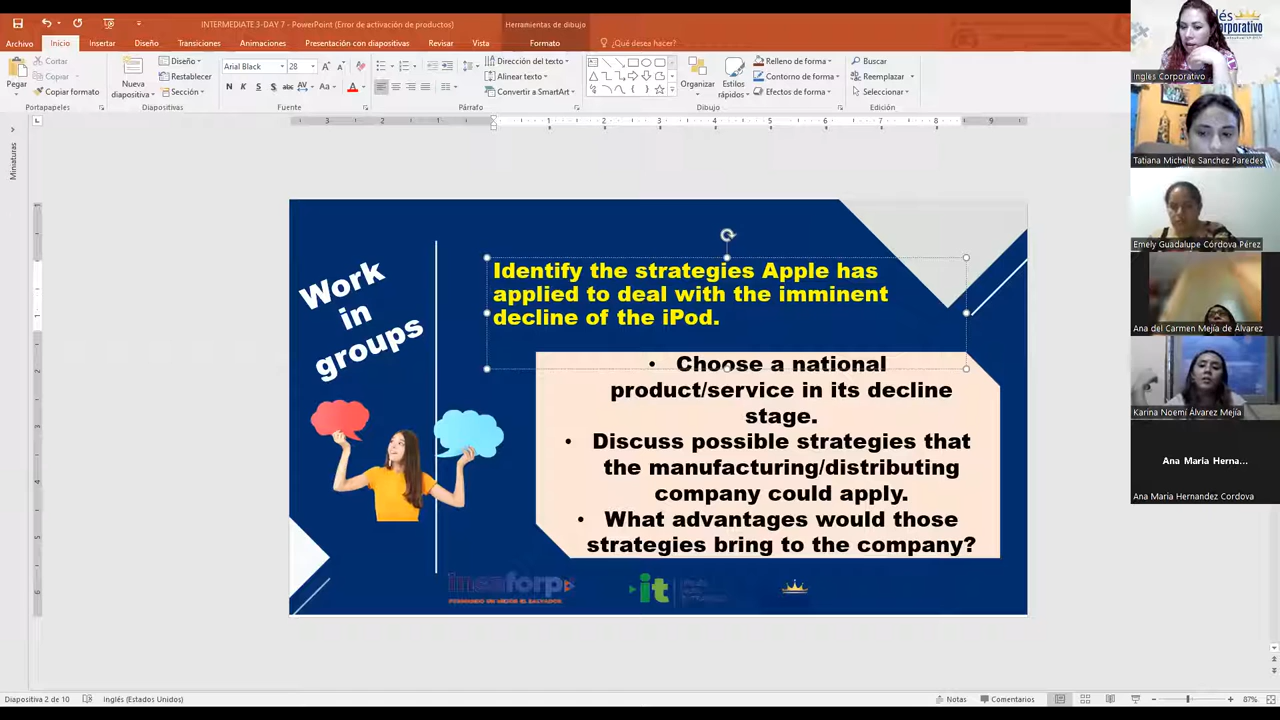 INTERMEDIATE 3-DAY 7 - PowerPoint (Error de activación de productos)
Herramientas de dibujo
Archivo
Inicio
Insertar
Diseño
Transiciones
Animaciones
Presentación con diapositivas
Revisar
Vista
Formato
¿Qué desea hacer?
Pegar
Cortar
Copiar
Copiar formato
Portapapeles
Nueva
diapositiva
Diseño
Restablecer
Sección
Diapositivas
Arial Black
28
N K S S abc AV Aa A
Fuente
Párrafo
Dirección del texto
Alinear texto
Convertir a SmartArt
Organizar
Estilos
rápidos
Dibujo
Relleno de forma
Contorno de forma
Efectos de forma
Buscar
Reemplazar
Seleccionar
Edición
Miniaturas
Work
in
groups
Identify the strategies Apple has
applied to deal with the imminent
decline of the iPod.
• Choose a national
product/service in its decline
stage.
• Discuss possible strategies that
the manufacturing/distributing
company could apply.
• What advantages would those
strategies bring to the company?
insaforp
it
Ingles Corporativo
Tatiana Michelle Sanchez Paredes
Emely Guadalupe Córdova Pérez
Ana del Carmen Mejía de Álvarez
Karina Noemí Álvarez Mejía
Ana Maria Herna...
Ana Maria Hernandez Cordova
Diapositiva 2 de 10
Inglés (Estados Unidos)
Notas
Comentarios
87%